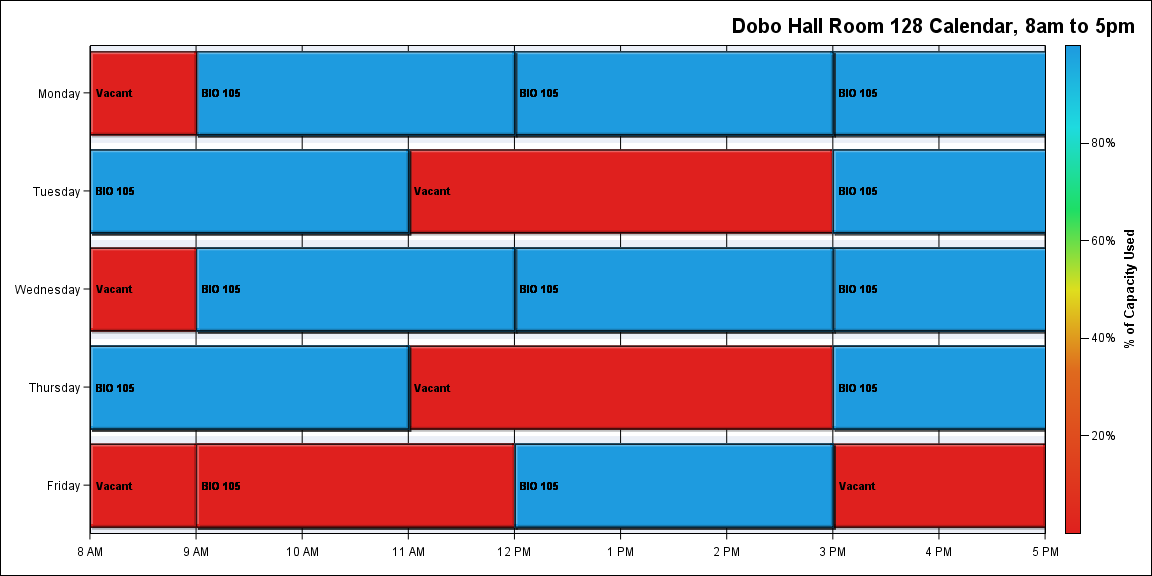 Dobo Hall Room 128 Calendar, 8am to 5pm
Monday
Vacant
BIO 105
BIO 105
BIO 105
Tuesday
BIO 105
Vacant
BIO 105
Wednesday
Vacant
BIO 105
BIO 105
BIO 105
Thursday
BIO 105
Vacant
BIO 105
Friday
Vacant
BIO 105
BIO 105
Vacant
8 AM
9 AM
10 AM
11 AM
12 PM
1 PM
2 PM
3 PM
4 PM
5 PM
80%
60%
40%
20%
% of Capacity Used